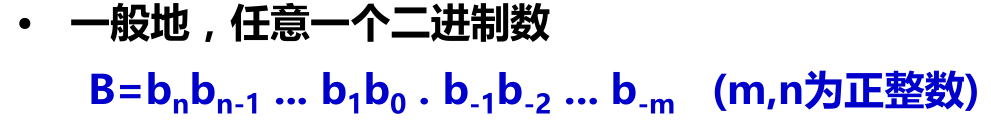 • 一般地，任意一个二进制数
B=bₙbₙ₋₁ ... b₁b₀ . b₋₁b₋₂ ... b₋ₘ (m,n为正整数)